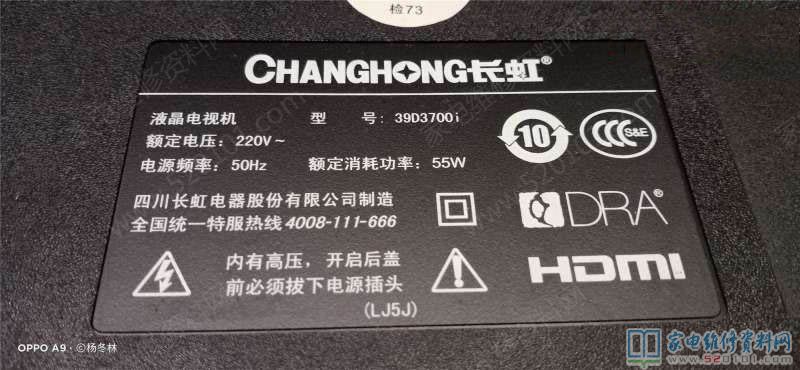 检73
CHANGHONG长虹®
液晶电视机 型 号: 39D3700i
额定电压: 220V~
电源频率: 50Hz 额定消耗功率: 55W
10
CCC S&E
四川长虹电器股份有限公司制造
全国统一特服热线4008-111-666
DRA®
内有高压, 开启后盖
前必须拔下电源插头
(LJ5J)
HDMI
OPPO A9 · ©杨冬林
家电维修资料网
www.520101.com